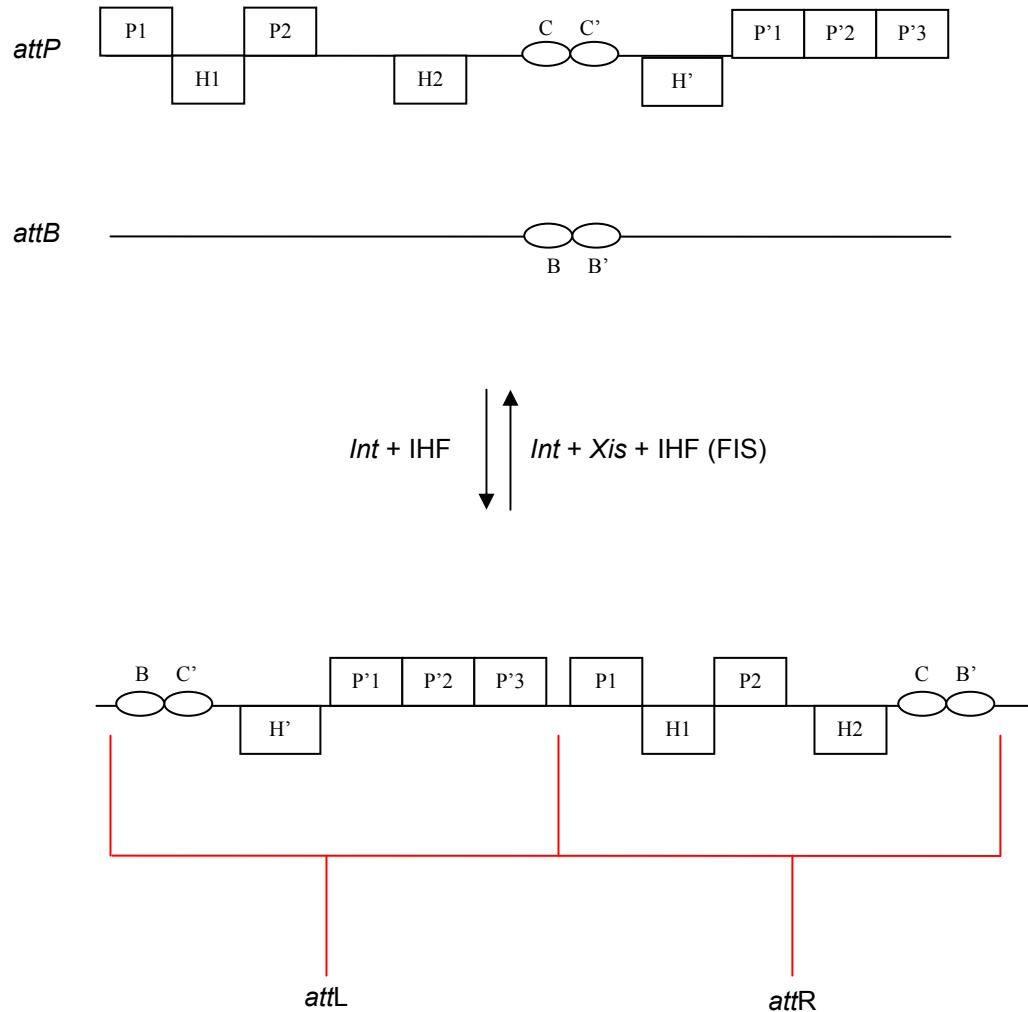 P1 P2 C C’ P’1 P’2 P’3
attP
H1 H2 H’
attB
B B’
Int + IHF Int + Xis + IHF (FIS)
B C’ P’1 P’2 P’3 P1 P2 C B’
H’ H1 H2
attL attR